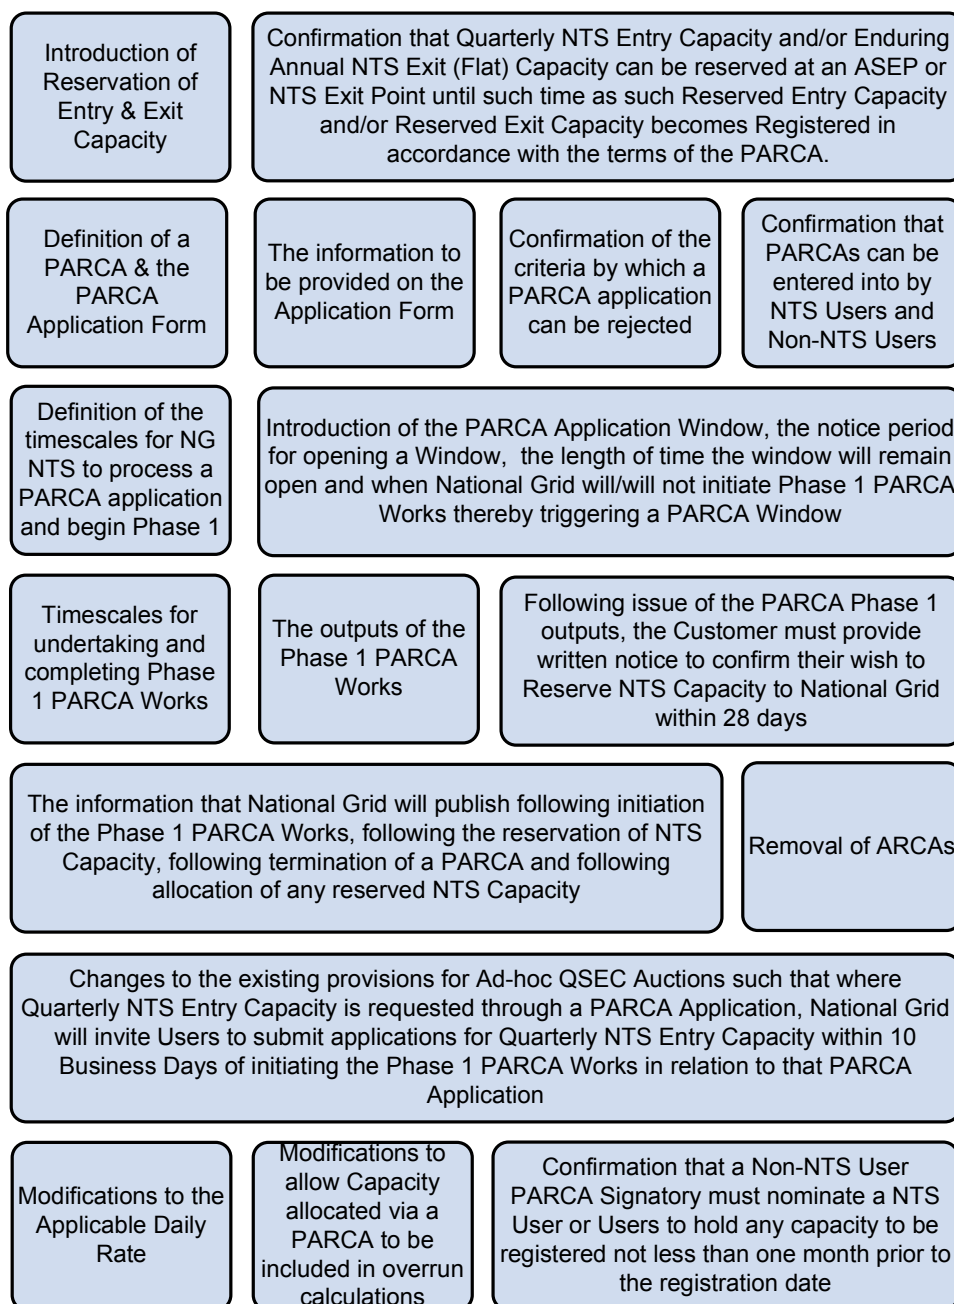 Introduction of
Reservation of
Entry & Exit
Capacity
Confirmation that Quarterly NTS Entry Capacity and/or Enduring
Annual NTS Exit (Flat) Capacity can be reserved at an ASEP or
NTS Exit Point until such time as such Reserved Entry Capacity
and/or Reserved Exit Capacity becomes Registered in
accordance with the terms of the PARCA.
Definition of a
PARCA & the
PARCA
Application Form
The information to
be provided on the
Application Form
Confirmation of the
criteria by which a
PARCA application
can be rejected
Confirmation that
PARCAs can be
entered into by
NTS Users and
Non-NTS Users
Definition of the
timescales for NG
NTS to process a
PARCA application
and begin Phase 1
Introduction of the PARCA Application Window, the notice period
for opening a Window, the length of time the window will remain
open and when National Grid will/will not initiate Phase 1 PARCA
Works thereby triggering a PARCA Window
Timescales for
undertaking and
completing Phase
1 PARCA Works
The outputs of the
Phase 1 PARCA
Works
Following issue of the PARCA Phase 1
outputs, the Customer must provide
written notice to confirm their wish to
Reserve NTS Capacity to National Grid
within 28 days
The information that National Grid will publish following initiation
of the Phase 1 PARCA Works, following the reservation of NTS
Capacity, following termination of a PARCA and following
allocation of any reserved NTS Capacity
Removal of ARCAs
Changes to the existing provisions for Ad-hoc QSEC Auctions such that where
Quarterly NTS Entry Capacity is requested through a PARCA Application, National Grid
will invite Users to submit applications for Quarterly NTS Entry Capacity within 10
Business Days of initiating the Phase 1 PARCA Works in relation to that PARCA
Application
Modifications to the
Applicable Daily
Rate
Modifications to
allow Capacity
allocated via a
PARCA to be
included in overrun
calculations
Confirmation that a Non-NTS User
PARCA Signatory must nominate a NTS
User or Users to hold any capacity to be
registered not less than one month prior to
the registration date